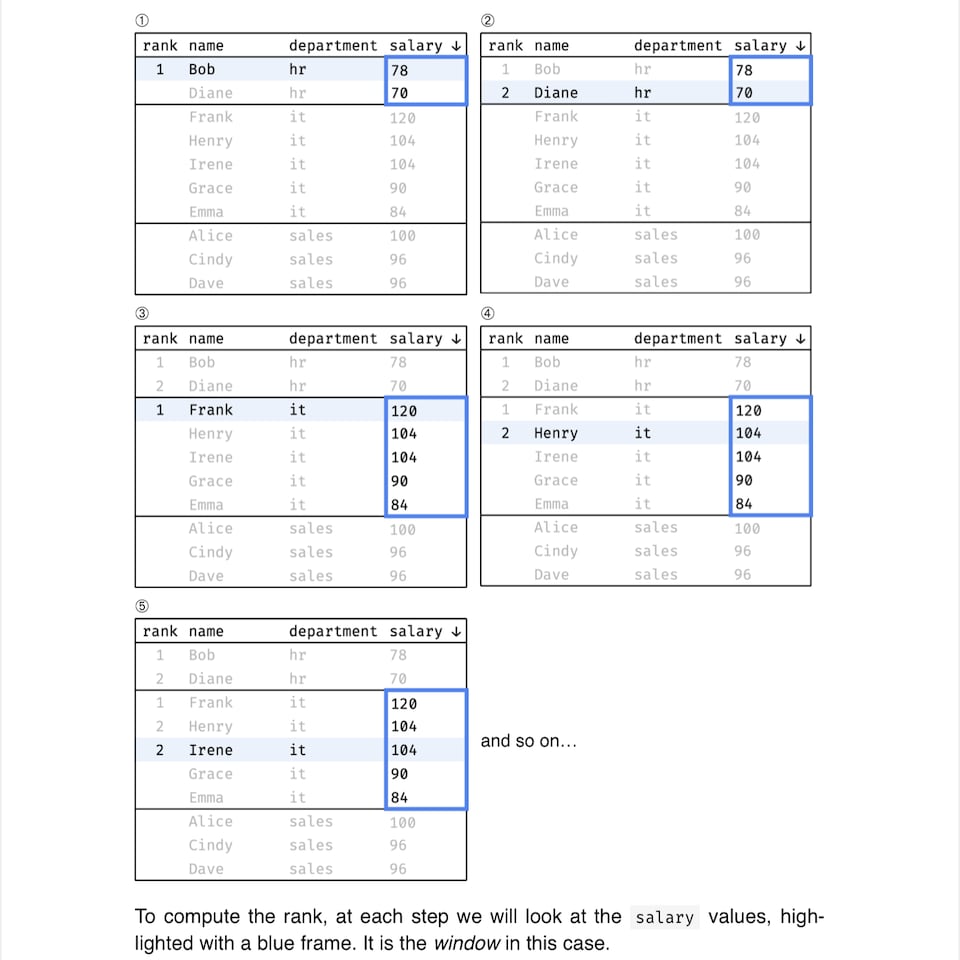 ①
rank name department salary ↓
1 Bob hr 78
Diane hr 70
Frank it 120
Henry it 104
Irene it 104
Grace it 90
Emma it 84
Alice sales 100
Cindy sales 96
Dave sales 96
②
rank name department salary ↓
1 Bob hr 78
2 Diane hr 70
Frank it 120
Henry it 104
Irene it 104
Grace it 90
Emma it 84
Alice sales 100
Cindy sales 96
Dave sales 96
③
rank name department salary ↓
1 Bob hr 78
2 Diane hr 70
1 Frank it 120
Henry it 104
Irene it 104
Grace it 90
Emma it 84
Alice sales 100
Cindy sales 96
Dave sales 96
④
rank name department salary ↓
1 Bob hr 78
2 Diane hr 70
1 Frank it 120
2 Henry it 104
Irene it 104
Grace it 90
Emma it 84
Alice sales 100
Cindy sales 96
Dave sales 96
⑤
rank name department salary ↓
1 Bob hr 78
2 Diane hr 70
1 Frank it 120
2 Henry it 104
2 Irene it 104
Grace it 90
Emma it 84
Alice sales 100
Cindy sales 96
Dave sales 96
and so on…
To compute the rank, at each step we will look at the salary values, high-
lighted with a blue frame. It is the window in this case.